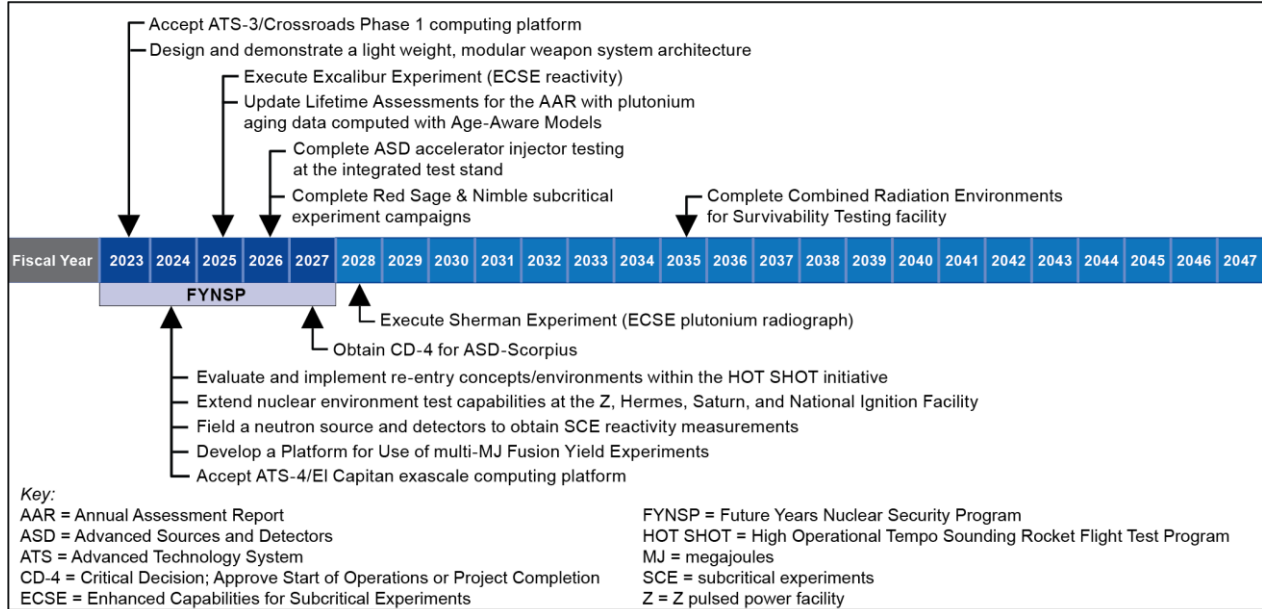 Accept ATS-3/Crossroads Phase 1 computing platform
Design and demonstrate a light weight, modular weapon system architecture
Execute Excalibur Experiment (ECSE reactivity)
Update Lifetime Assessments for the AAR with plutonium
aging data computed with Age-Aware Models
Complete ASD accelerator injector testing
at the integrated test stand
Complete Red Sage & Nimble subcritical
experiment campaigns
Complete Combined Radiation Environments
for Survivability Testing facility
Fiscal Year 2023 2024 2025 2026 2027 2028 2029 2030 2031 2032 2033 2034 2035 2036 2037 2038 2039 2040 2041 2042 2043 2044 2045 2046 2047
FYNSP
Execute Sherman Experiment (ECSE plutonium radiograph)
Obtain CD-4 for ASD-Scorpius
Evaluate and implement re-entry concepts/environments within the HOT SHOT initiative
Extend nuclear environment test capabilities at the Z, Hermes, Saturn, and National Ignition Facility
Field a neutron source and detectors to obtain SCE reactivity measurements
Develop a Platform for Use of multi-MJ Fusion Yield Experiments
Accept ATS-4/El Capitan exascale computing platform
Key:
AAR = Annual Assessment Report
ASD = Advanced Sources and Detectors
ATS = Advanced Technology System
CD-4 = Critical Decision; Approve Start of Operations or Project Completion
ECSE = Enhanced Capabilities for Subcritical Experiments
FYNSP = Future Years Nuclear Security Program
HOT SHOT = High Operational Tempo Sounding Rocket Flight Test Program
MJ = megajoules
SCE = subcritical experiments
Z = Z pulsed power facility